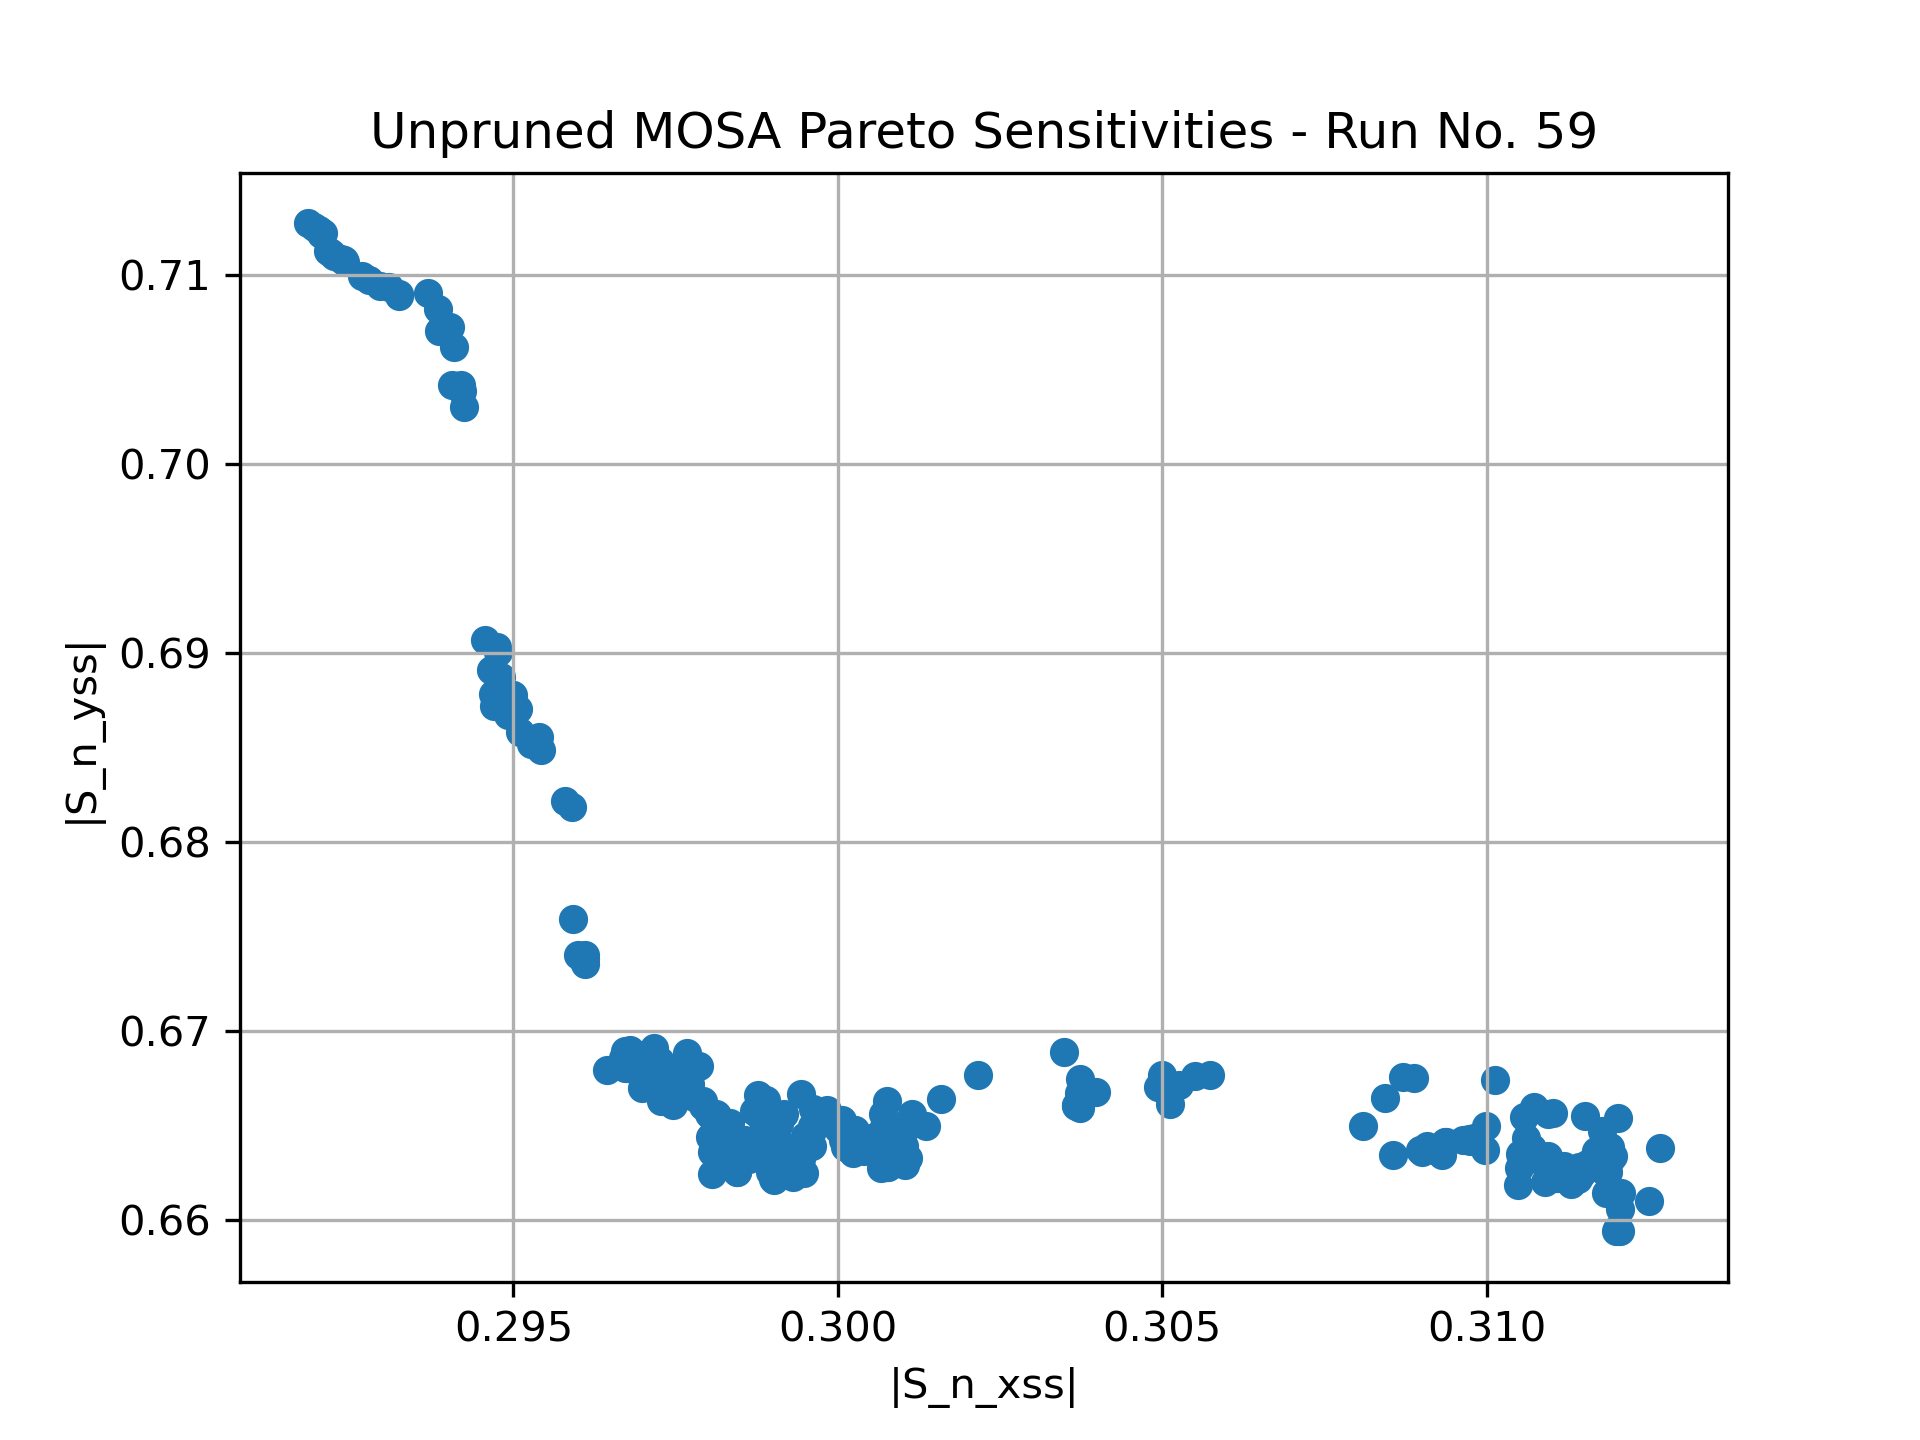 Unpruned MOSA Pareto Sensitivities - Run No. 59
|S_n_yss|
0.71
0.70
0.69
0.68
0.67
0.66
0.295 0.300 0.305 0.310
|S_n_xss|